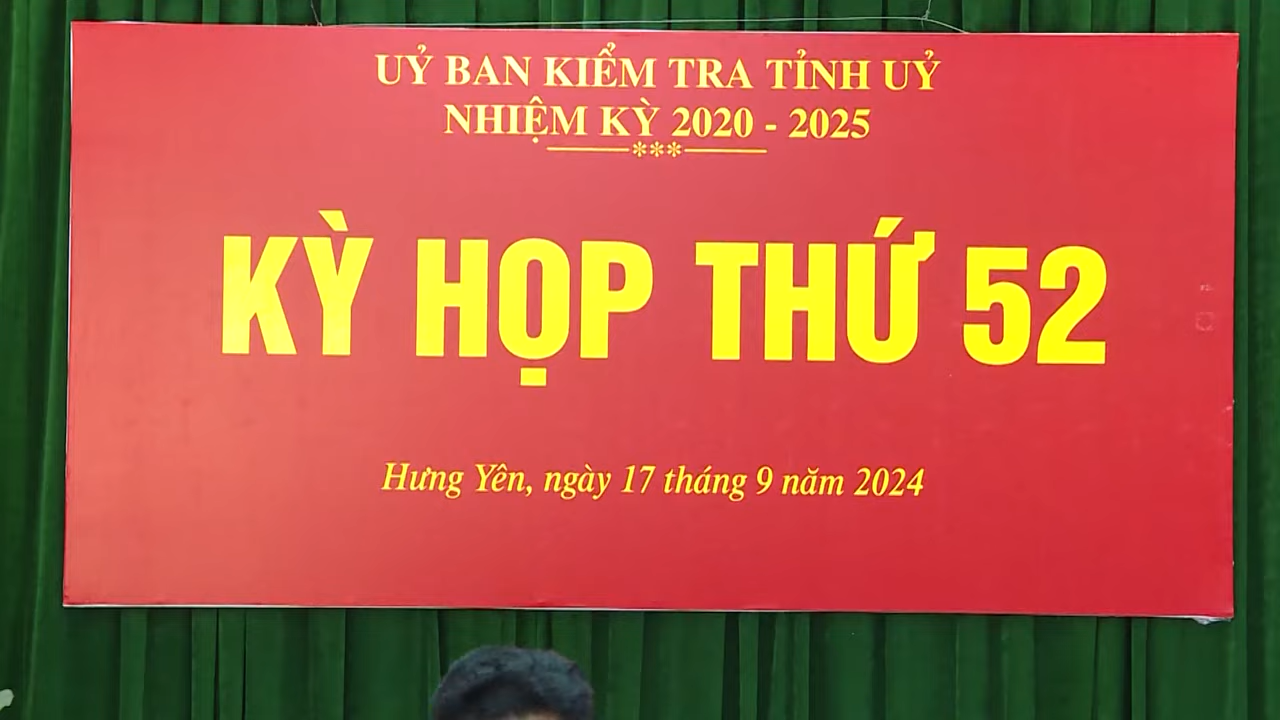 UỶ BAN KIỂM TRA TỈNH UỶ
NHIỆM KỲ 2020 - 2025
***
KỲ HỌP THỨ 52
Hưng Yên, ngày 17 tháng 9 năm 2024